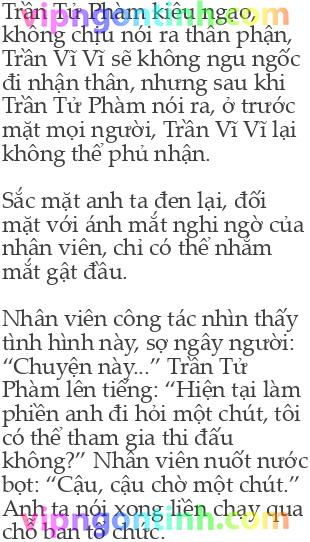 Trần Tử Phàm kiêu ngạo
không chịu nói ra thân phận,
Trần Vĩ Vĩ sẽ không ngu ngốc
đi nhận thân, nhưng sau khi
Trần Tử Phàm nói ra, ở trước
mặt mọi người, Trần Vĩ Vĩ lại
không thể phủ nhận.
Sắc mặt anh ta đen lại, đối
mặt với ánh mắt nghi ngờ của
nhân viên, chỉ có thể nhắm
mắt gật đầu.
Nhân viên công tác nhìn thấy
tình hình này, sợ ngây người:
“Chuyện này...” Trần Tử
Phàm lên tiếng: “Hiện tại làm
phiền anh đi hỏi một chút, tôi
có thể tham gia thi đấu
không?” Nhân viên nuốt nước
bọt: “Cậu, cậu chờ một chút.”
Anh ta nói xong liền chạy qua
chỗ ban tổ chức.
vipngontinh.com
vipngontinh.com